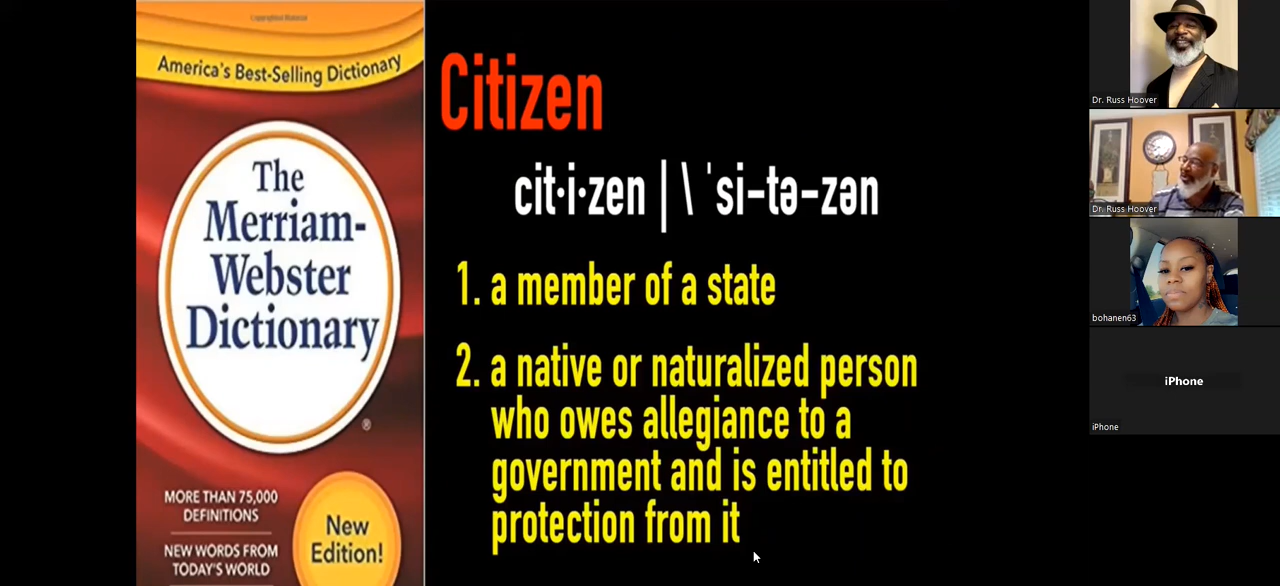 Copyrighted Material
America's Best-Selling Dictionary
The
Merriam-
Webster
Dictionary
®
MORE THAN 75,000
DEFINITIONS
NEW WORDS FROM
TODAY'S WORLD
New
Edition!
Citizen
cit·i·zen | \ ˈsi-tə-zən
1. a member of a state
2. a native or naturalized person
who owes allegiance to a
government and is entitled to
protection from it
Dr. Russ Hoover
Dr. Russ Hoover
bohanen63
iPhone
iPhone